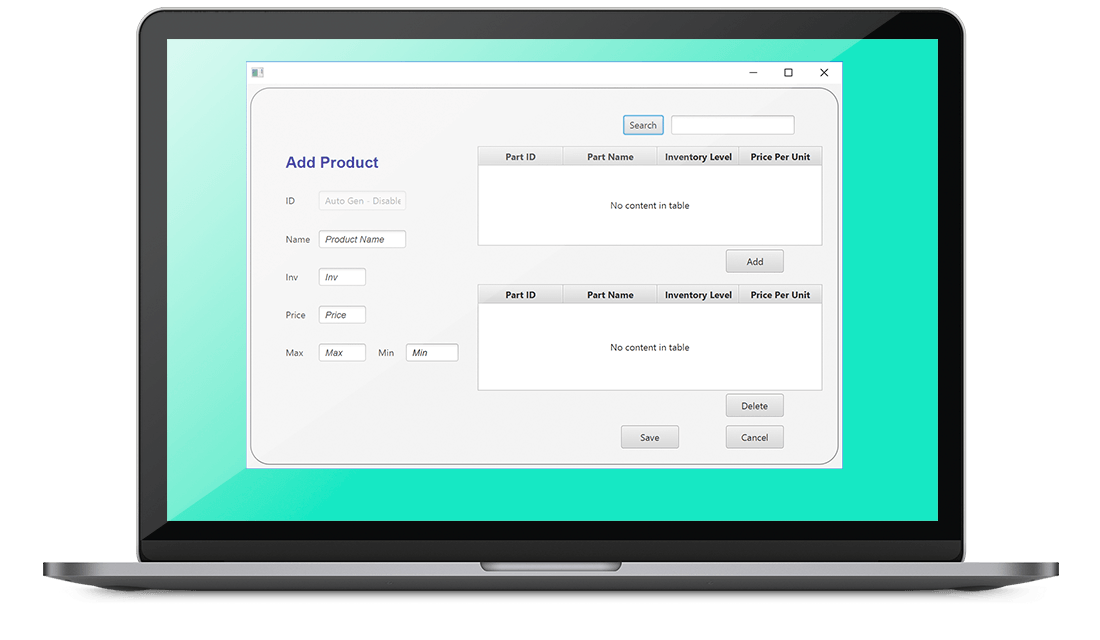 Search
Add Product
Part ID Part Name Inventory Level Price Per Unit
ID Auto Gen - Disable
No content in table
Name Product Name
Add
Inv Inv
Part ID Part Name Inventory Level Price Per Unit
Price Price
No content in table
Max Max Min Min
Delete
Save Cancel